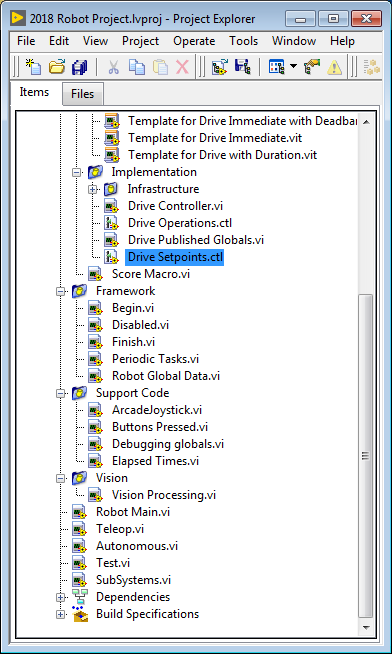 2018 Robot Project.lvproj - Project Explorer
File Edit View Project Operate Tools Window Help
Items Files
Template for Drive Immediate with Deadba
Template for Drive Immediate.vit
Template for Drive with Duration.vit
Implementation
Infrastructure
Drive Controller.vi
Drive Operations.ctl
Drive Published Globals.vi
Drive Setpoints.ctl
Score Macro.vi
Framework
Begin.vi
Disabled.vi
Finish.vi
Periodic Tasks.vi
Robot Global Data.vi
Support Code
ArcadeJoystick.vi
Buttons Pressed.vi
Debugging globals.vi
Elapsed Times.vi
Vision
Vision Processing.vi
Robot Main.vi
Teleop.vi
Autonomous.vi
Test.vi
SubSystems.vi
Dependencies
Build Specifications